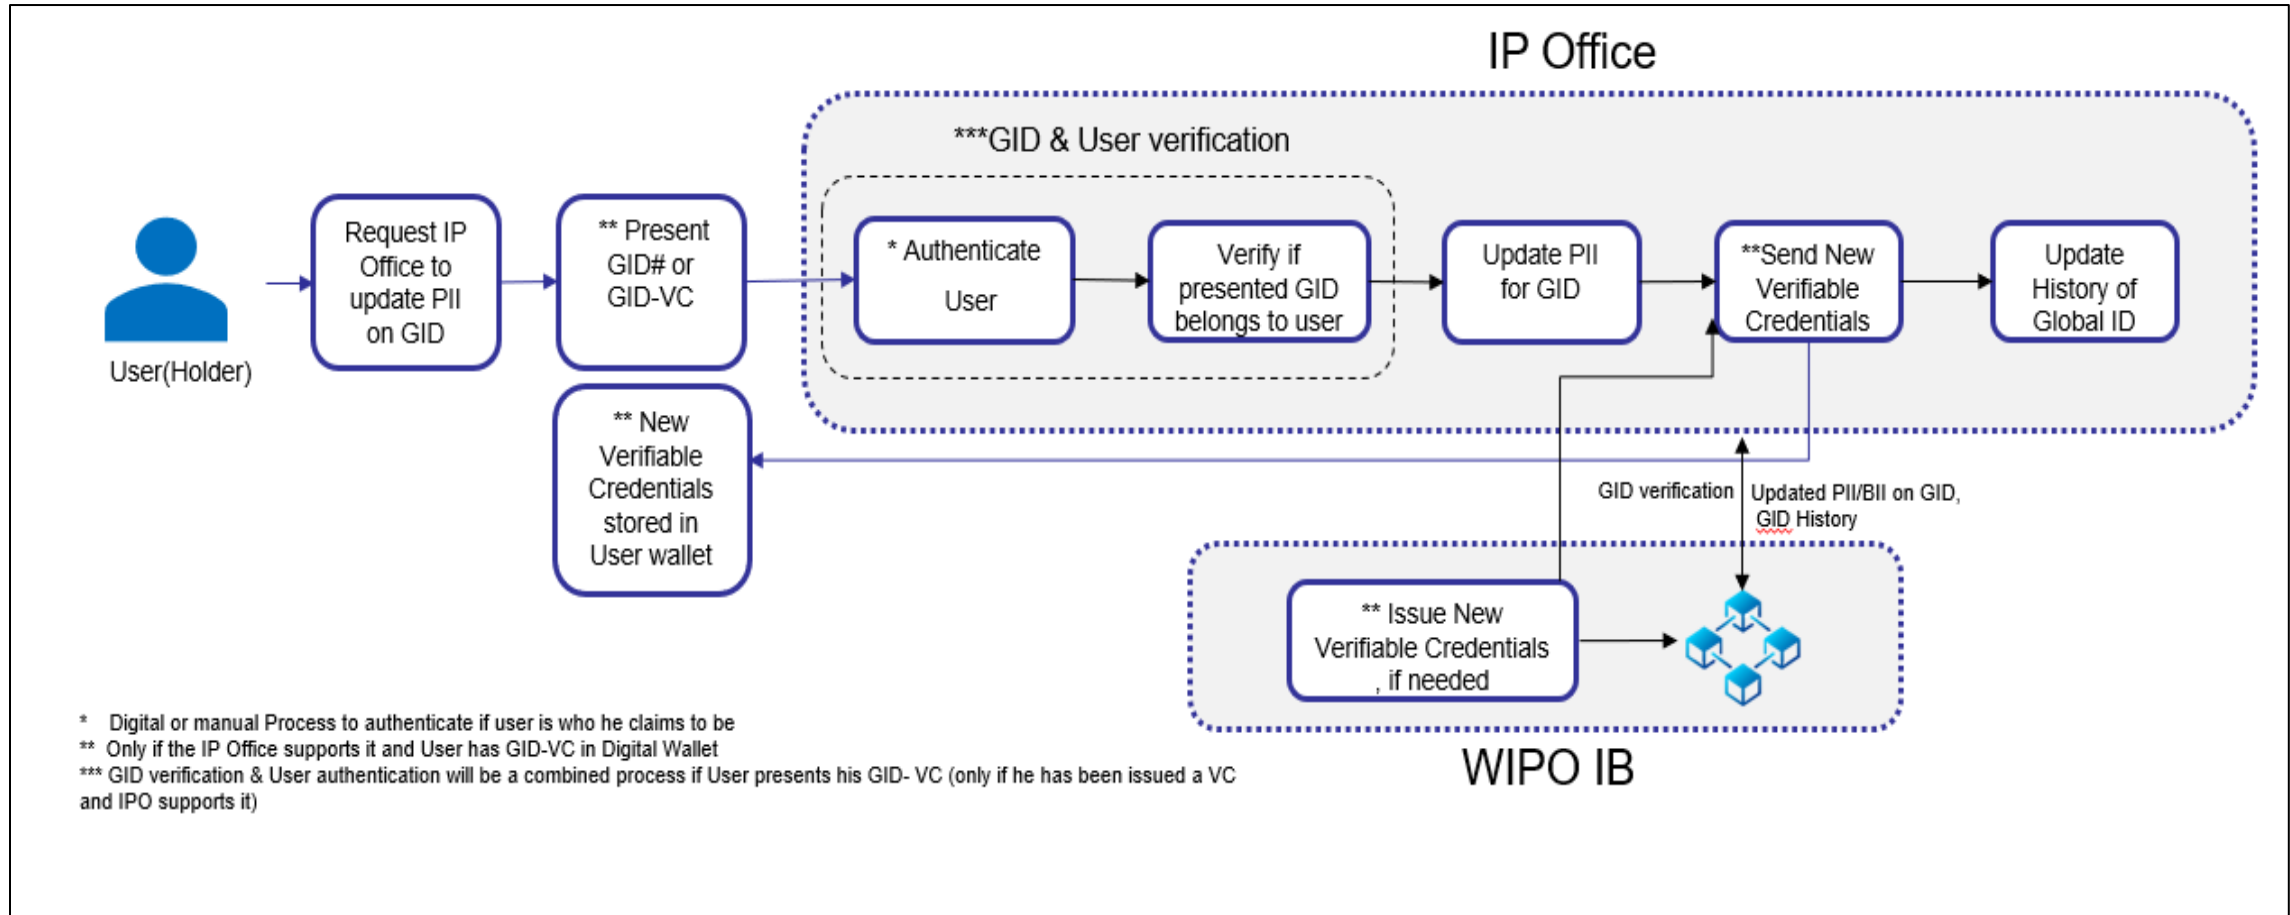 IP Office
***GID & User verification
Request IP
Office to
update PII
on GID
** Present
GID# or
GID-VC
* Authenticate
User
Verify if
presented GID
belongs to user
Update PII
for GID
**Send New
Verifiable
Credentials
Update
History of
Global ID
User(Holder)
** New
Verifiable
Credentials
stored in
User wallet
GID verification
Updated PII/BII on GID,
GID History
** Issue New
Verifiable Credentials
, if needed
WIPO IB
* Digital or manual Process to authenticate if user is who he claims to be
** Only if the IP Office supports it and User has GID-VC in Digital Wallet
*** GID verification & User authentication will be a combined process if User presents his GID- VC (only if he has been issued a VC
and IPO supports it)